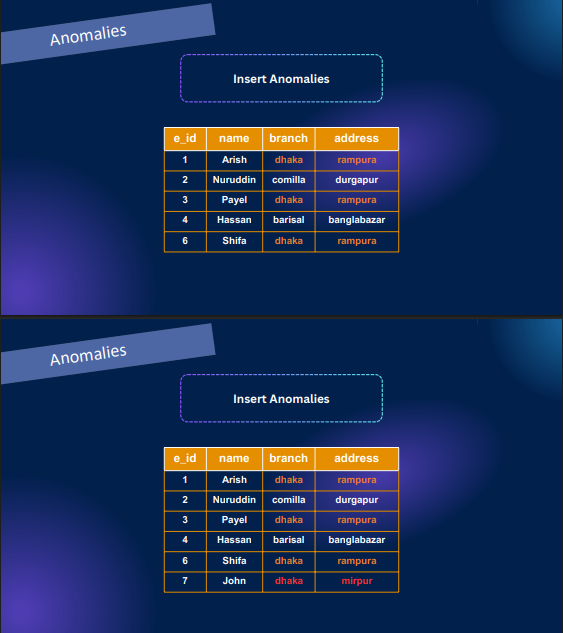 Anomalies
Insert Anomalies
e_id name branch address
1 Arish dhaka rampura
2 Nuruddin comilla durgapur
3 Payel dhaka rampura
4 Hassan barisal banglabazar
6 Shifa dhaka rampura
Anomalies
Insert Anomalies
e_id name branch address
1 Arish dhaka rampura
2 Nuruddin comilla durgapur
3 Payel dhaka rampura
4 Hassan barisal banglabazar
6 Shifa dhaka rampura
7 John dhaka mirpur